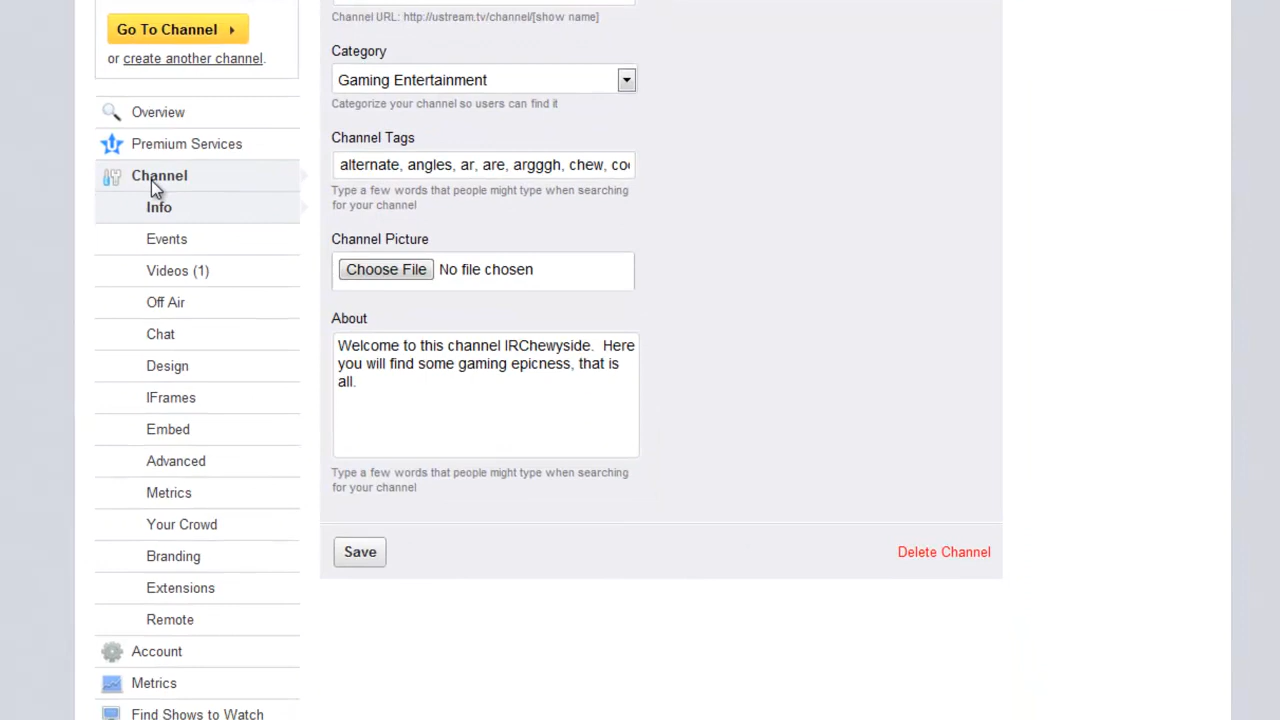 Go To Channel
or create another channel.
Overview
Premium Services
Channel
Info
Events
Videos (1)
Off Air
Chat
Design
IFrames
Embed
Advanced
Metrics
Your Crowd
Branding
Extensions
Remote
Account
Metrics
Find Shows to Watch
Channel URL: http://ustream.tv/channel/[show name]
Category
Gaming Entertainment
Categorize your channel so users can find it
Channel Tags
alternate, angles, ar, are, argggh, chew, coo
Type a few words that people might type when searching
for your channel
Channel Picture
Choose File No file chosen
About
Welcome to this channel IRChewyside. Here
you will find some gaming epicness, that is
all.
Type a few words that people might type when searching
for your channel
Save
Delete Channel